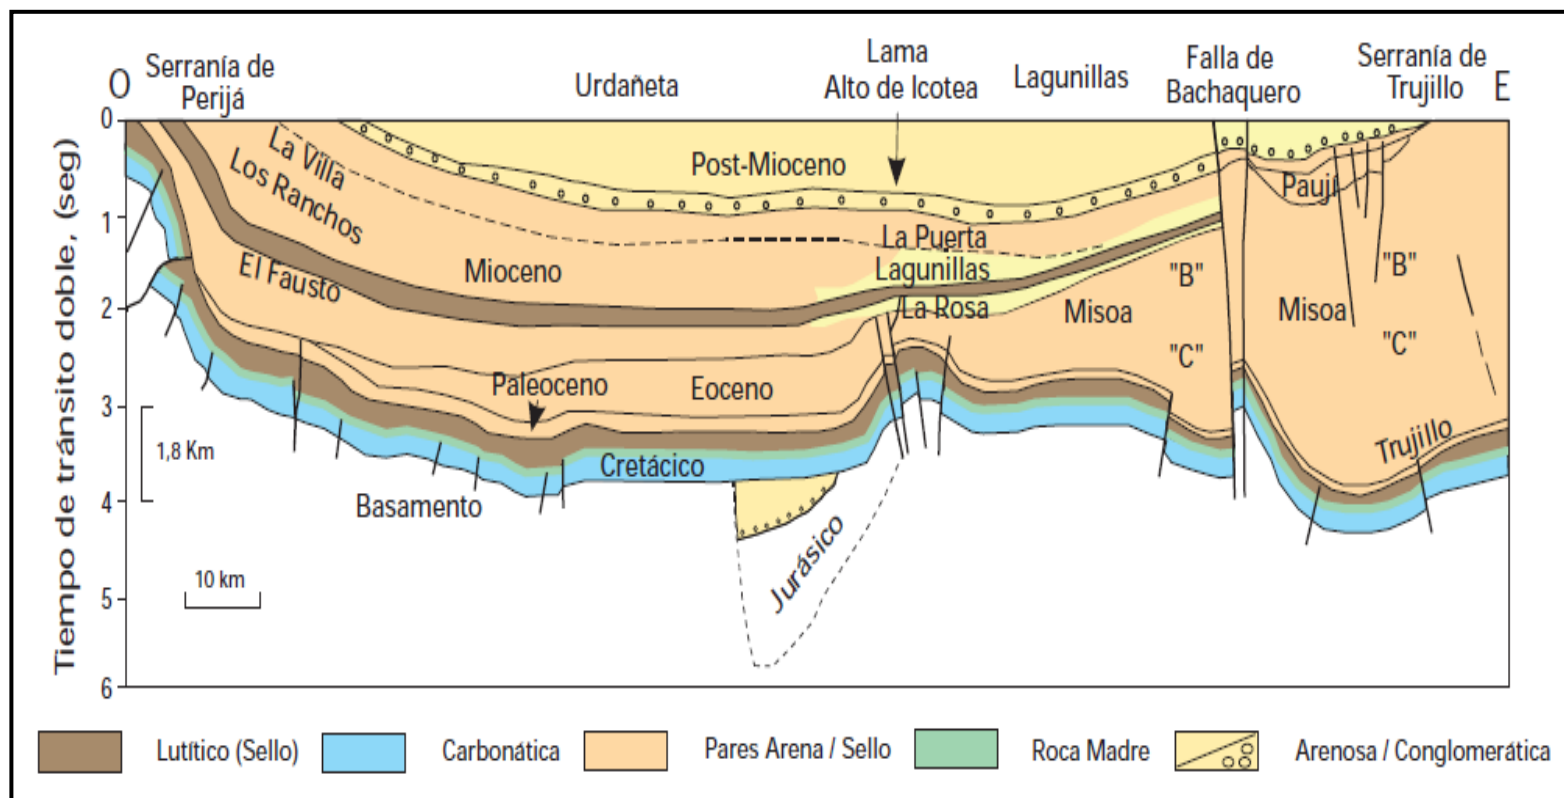 O
Serranía de
Perijá
Urdañeta
Lama
Alto de Icotea
Lagunillas
Falla de
Bachaquero
Serranía de
Trujillo
E
Tiempo de tránsito doble, (seg)
0
1
2
3
4
5
6
La Villa
Los Ranchos
El Fausto
Mioceno
Post-Mioceno
La Puerta
Lagunillas
La Rosa
Misoa
"B"
"C"
Paují
Misoa
"B"
"C"
Paleoceno
Eoceno
Trujillo
1,8 Km
Cretácico
Basamento
Jurásico
10 km
Lutítico (Sello)
Carbonática
Pares Arena / Sello
Roca Madre
Arenosa / Conglomerática